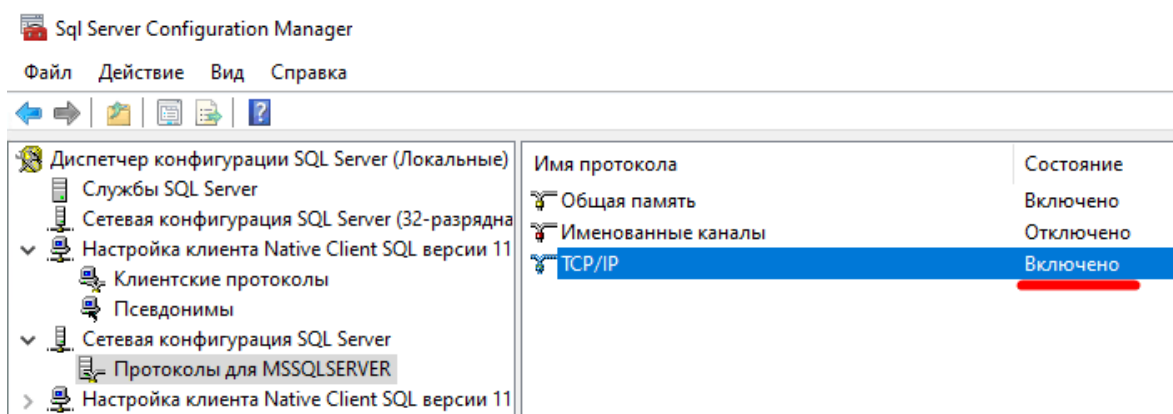 Sql Server Configuration Manager
Файл Действие Вид Справка
Диспетчер конфигурации SQL Server (Локальные)
Службы SQL Server
Сетевая конфигурация SQL Server (32-разрядна
Настройка клиента Native Client SQL версии 11
Клиентские протоколы
Псевдонимы
Сетевая конфигурация SQL Server
Протоколы для MSSQLSERVER
Настройка клиента Native Client SQL версии 11
Имя протокола Состояние
Общая память Включено
Именованные каналы Отключено
TCP/IP Включено